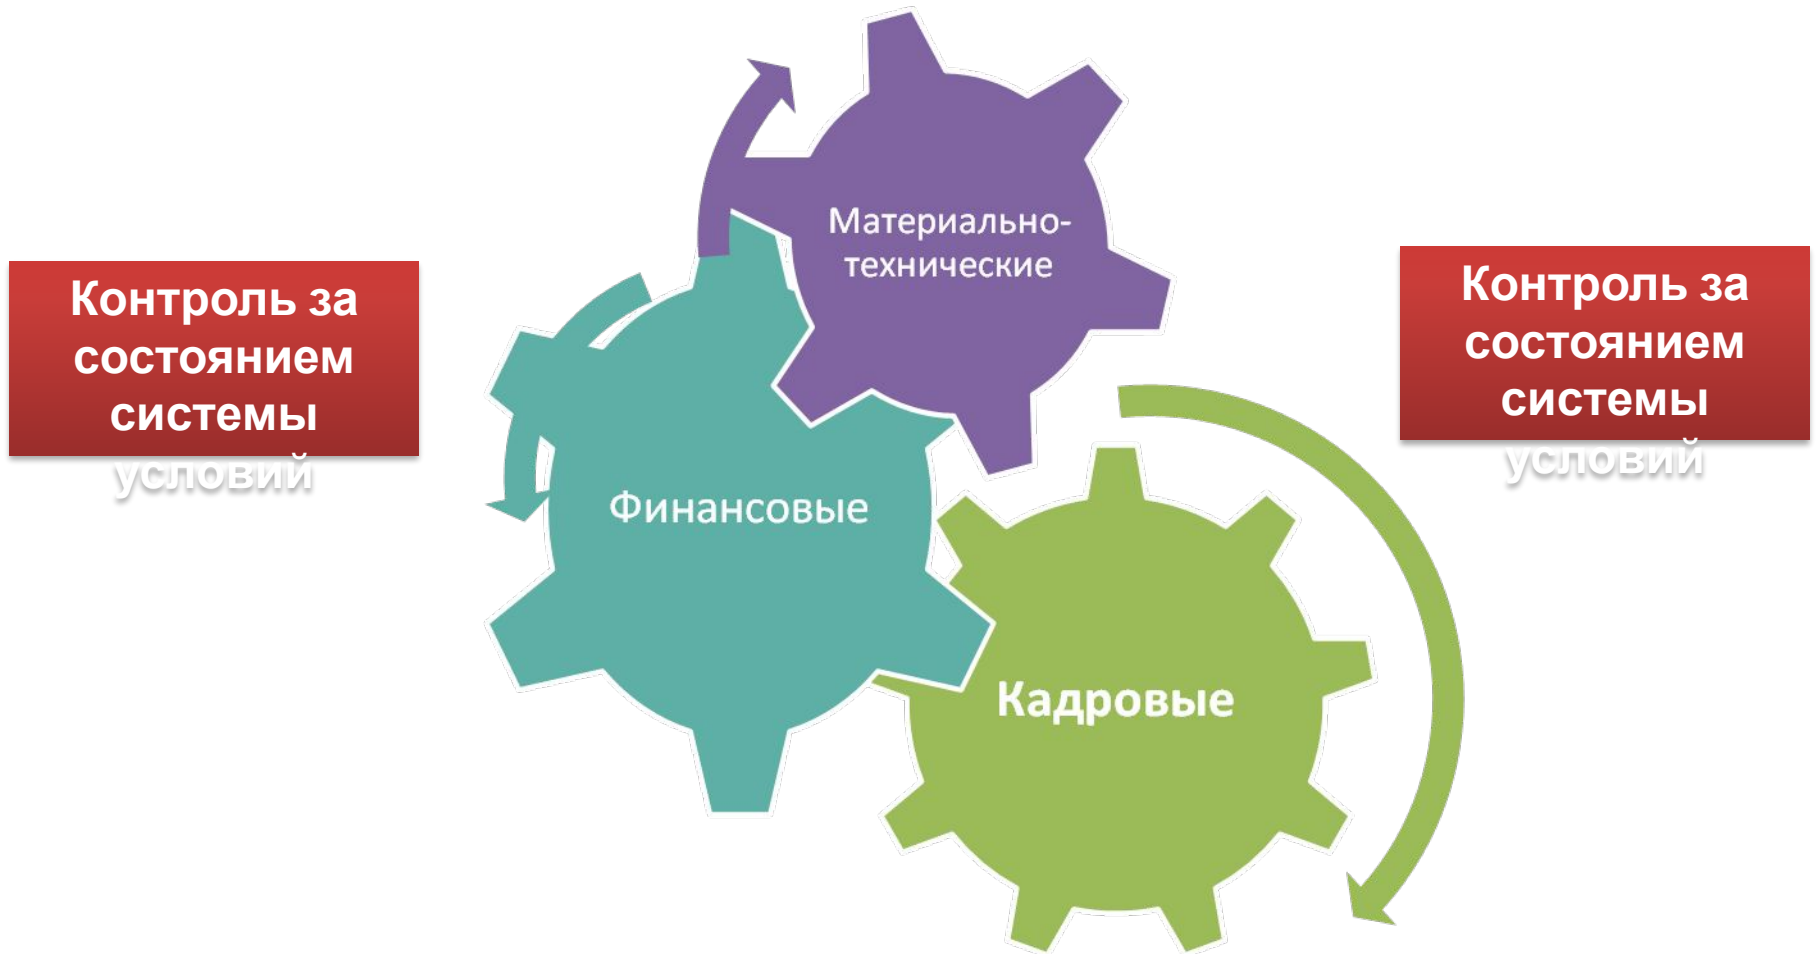 Материально-
технические
Контроль за
состоянием
системы
условий
Контроль за
состоянием
системы
условий
Финансовые
Кадровые